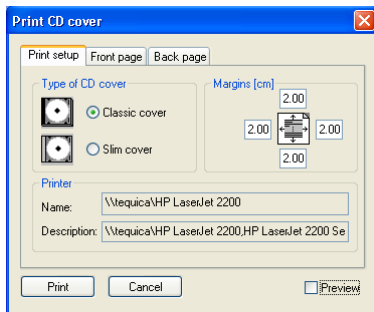 Print CD cover
Print setup Front page Back page
Type of CD cover
Classic cover
Slim cover
Margins [cm]
2.00
2.00 2.00
2.00
Printer
Name: \\tequica\HP LaserJet 2200
Description: \\tequica\HP LaserJet 2200,HP LaserJet 2200 Se
Print Cancel Preview